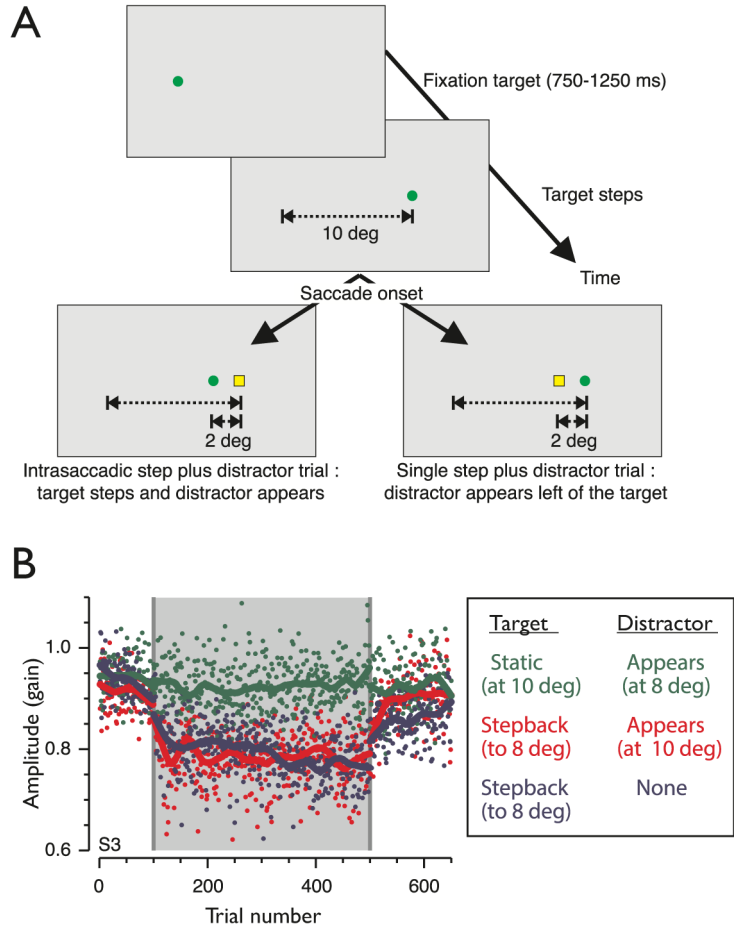 A
Fixation target (750-1250 ms)
Target steps
10 deg
Time
Saccade onset
2 deg
2 deg
Intrasaccadic step plus distractor trial :
target steps and distractor appears
Single step plus distractor trial :
distractor appears left of the target
B
Amplitude (gain)
1.0
0.8
0.6
S3
0
200
400
600
Trial number
Target Distractor
Static Appears
(at 10 deg) (at 8 deg)
Stepback Appears
(to 8 deg) (at 10 deg)
Stepback None
(to 8 deg)